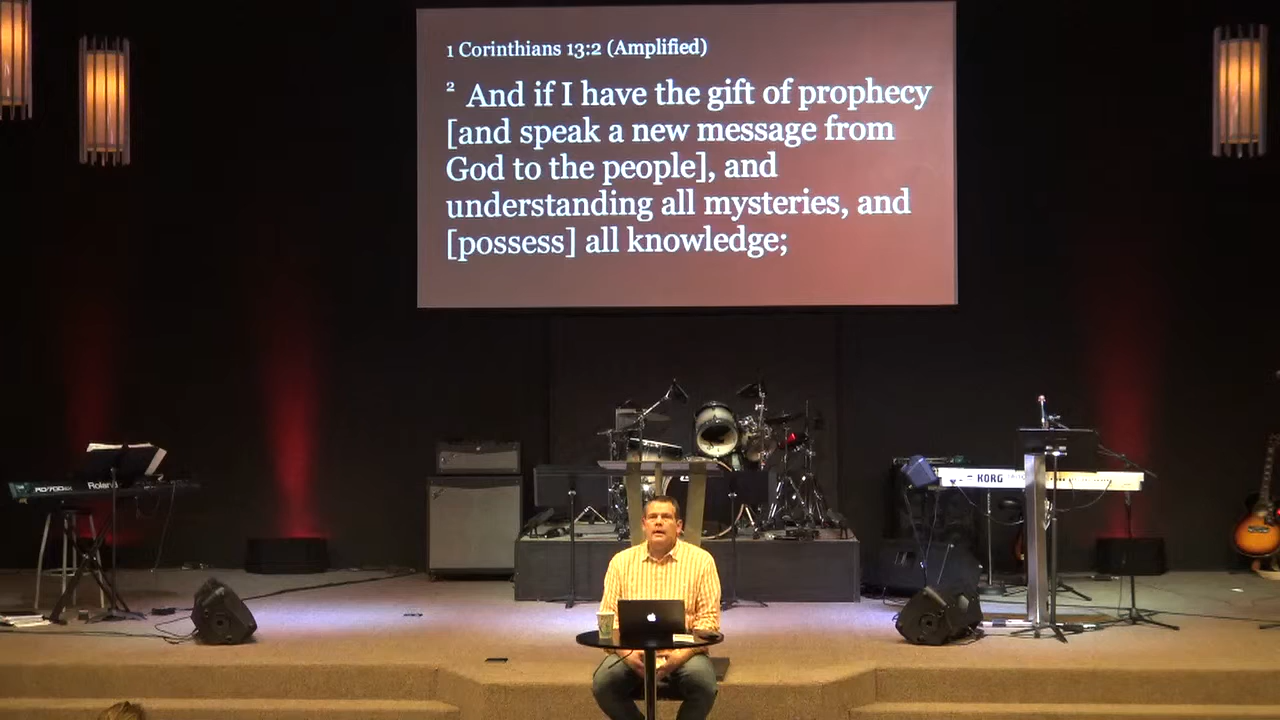 1 Corinthians 13:2 (Amplified)
2 And if I have the gift of prophecy
[and speak a new message from
God to the people], and
understanding all mysteries, and
[possess] all knowledge;
Roland
KORG